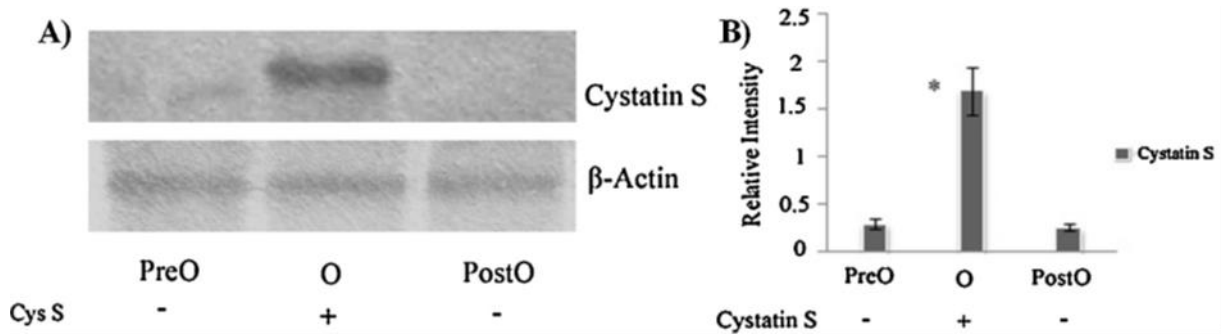 A)
Cystatin S
β-Actin
PreO O PostO
Cys S - + -
B)
Relative Intensity
2.5
2
1.5
1
0.5
0
*
Cystatin S
PreO O PostO
Cystatin S - + -